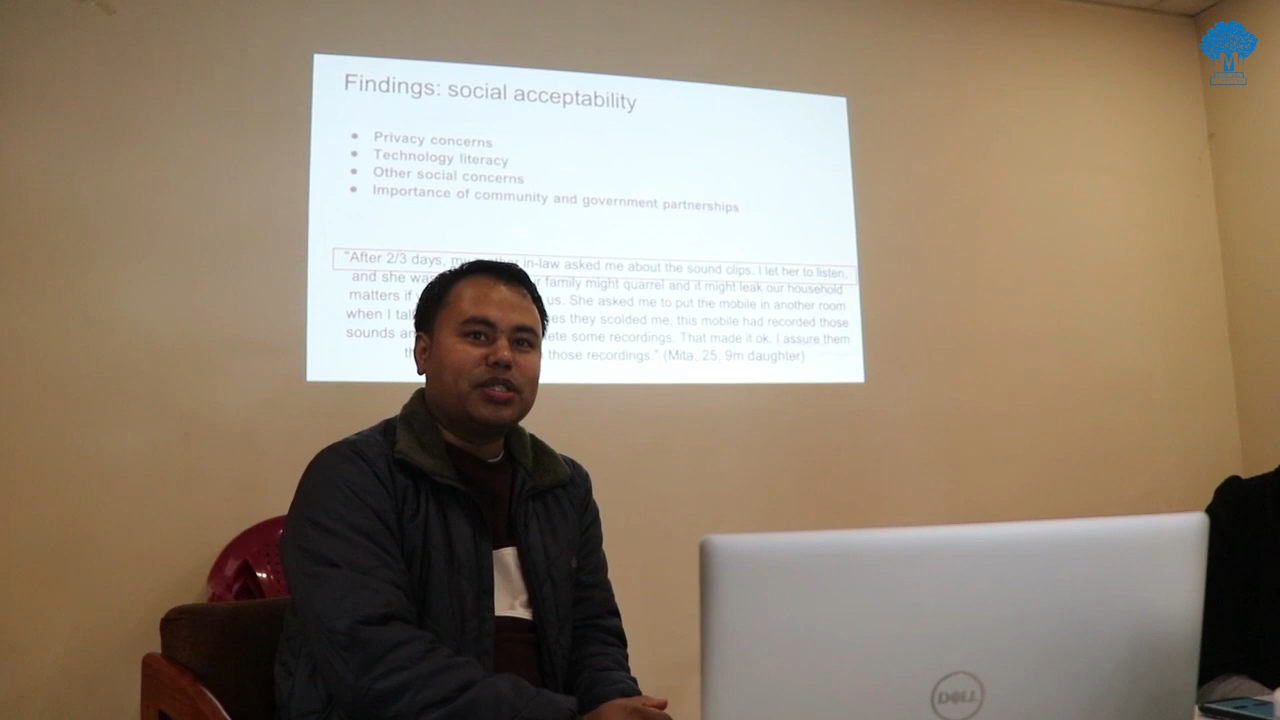 Findings: social acceptability
● Privacy concerns
● Technology literacy
● Other social concerns
● Importance of community and government partnerships
"After 2/3 days, my mother in-law asked me about the sound clips. I let her to listen,
and she was family might quarrel and it might leak our household
matters if us. She asked me to put the mobile in another room
when I they scolded me, this mobile had recorded those
sounds some recordings. That made it ok. I assure them
those recordings." (Mita, 25, 9m daughter)
DELL